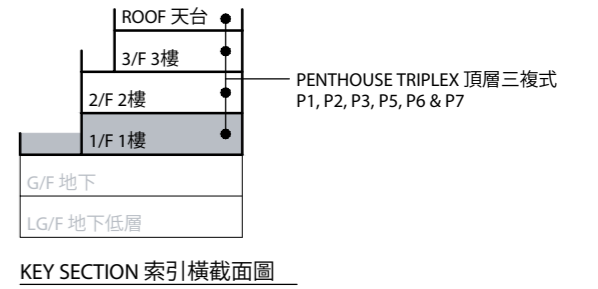 ROOF 天台
3/F 3樓
PENTHOUSE TRIPLEX 頂層三複式
P1, P2, P3, P5, P6 & P7
2/F 2樓
1/F 1樓
G/F 地下
LG/F 地下低層
KEY SECTION 索引橫截面圖